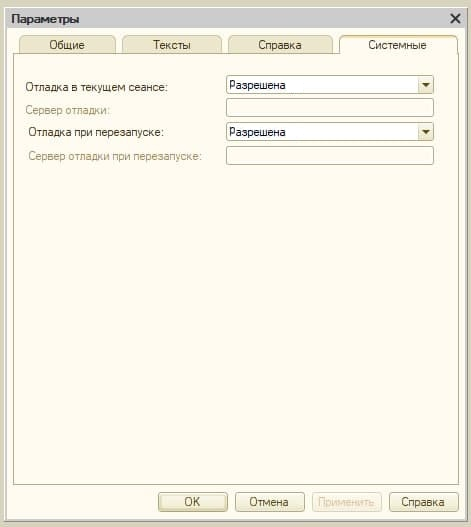 Параметры
Общие Тексты Справка Системные
Отладка в текущем сеансе: Разрешена
Сервер отладки:
Отладка при перезапуске: Разрешена
Сервер отладки при перезапуске:
OK Отмена Применить Справка